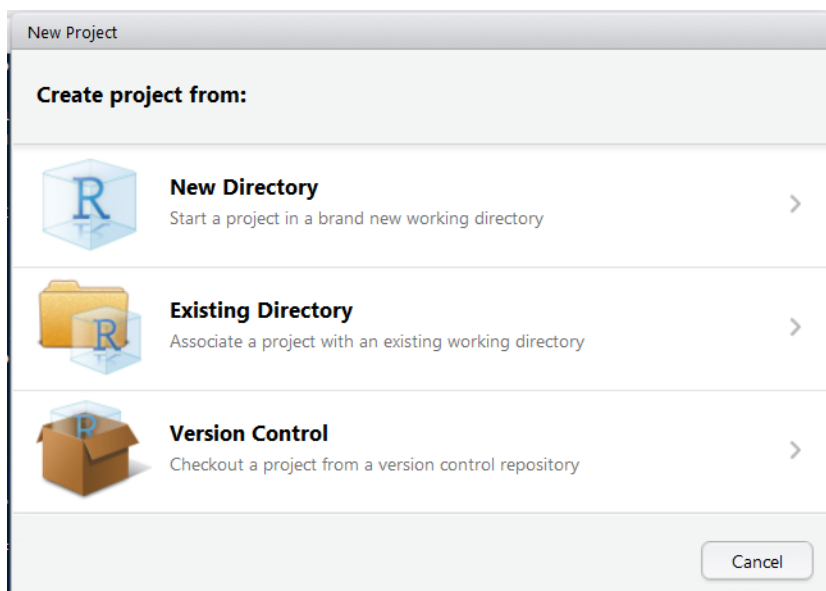 New Project
Create project from:
R
New Directory
Start a project in a brand new working directory
R
Existing Directory
Associate a project with an existing working directory
R
Version Control
Checkout a project from a version control repository
Cancel